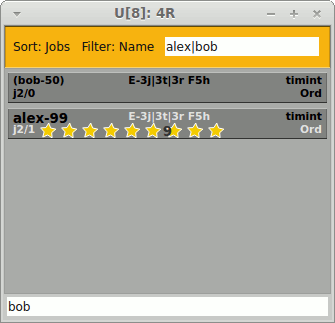 U[8]: 4R
Sort: Jobs Filter: Name alex|bob
(bob-50) E-3j|3t|3r F5h timint
j2/0 Ord
alex-99 E-3j|3t|3r F5h timint
j2/1 9 Ord
bob